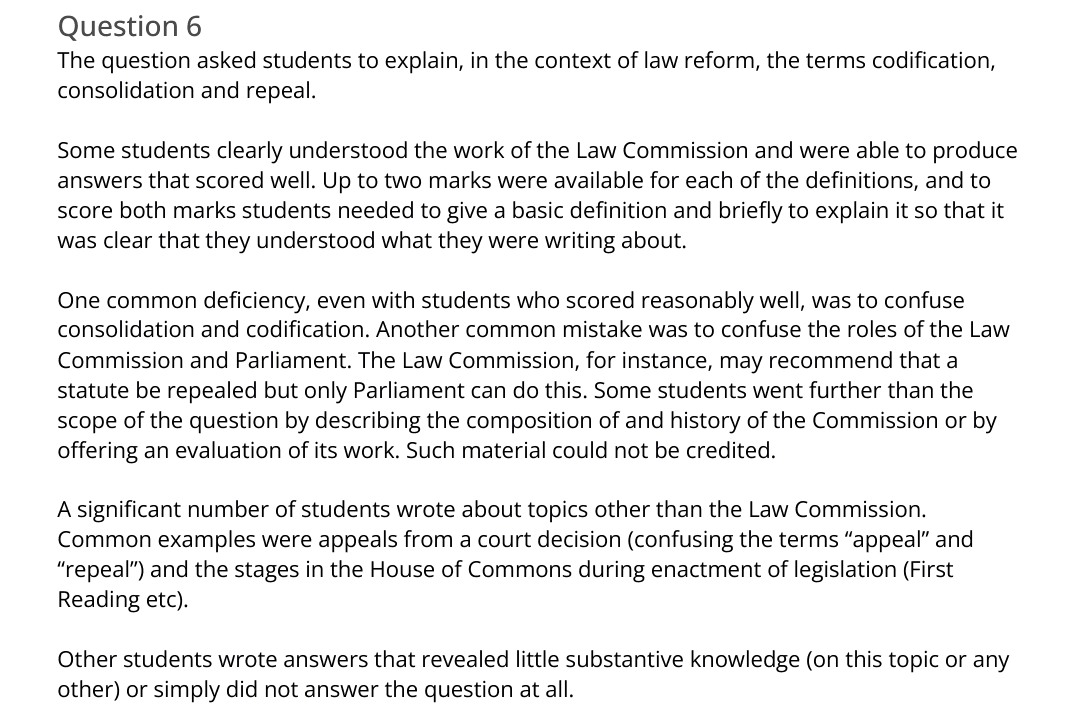 Question 6
The question asked students to explain, in the context of law reform, the terms codification,
consolidation and repeal.
Some students clearly understood the work of the Law Commission and were able to produce
answers that scored well. Up to two marks were available for each of the definitions, and to
score both marks students needed to give a basic definition and briefly to explain it so that it
was clear that they understood what they were writing about.
One common deficiency, even with students who scored reasonably well, was to confuse
consolidation and codification. Another common mistake was to confuse the roles of the Law
Commission and Parliament. The Law Commission, for instance, may recommend that a
statute be repealed but only Parliament can do this. Some students went further than the
scope of the question by describing the composition of and history of the Commission or by
offering an evaluation of its work. Such material could not be credited.
A significant number of students wrote about topics other than the Law Commission.
Common examples were appeals from a court decision (confusing the terms “appeal” and
“repeal”) and the stages in the House of Commons during enactment of legislation (First
Reading etc).
Other students wrote answers that revealed little substantive knowledge (on this topic or any
other) or simply did not answer the question at all.